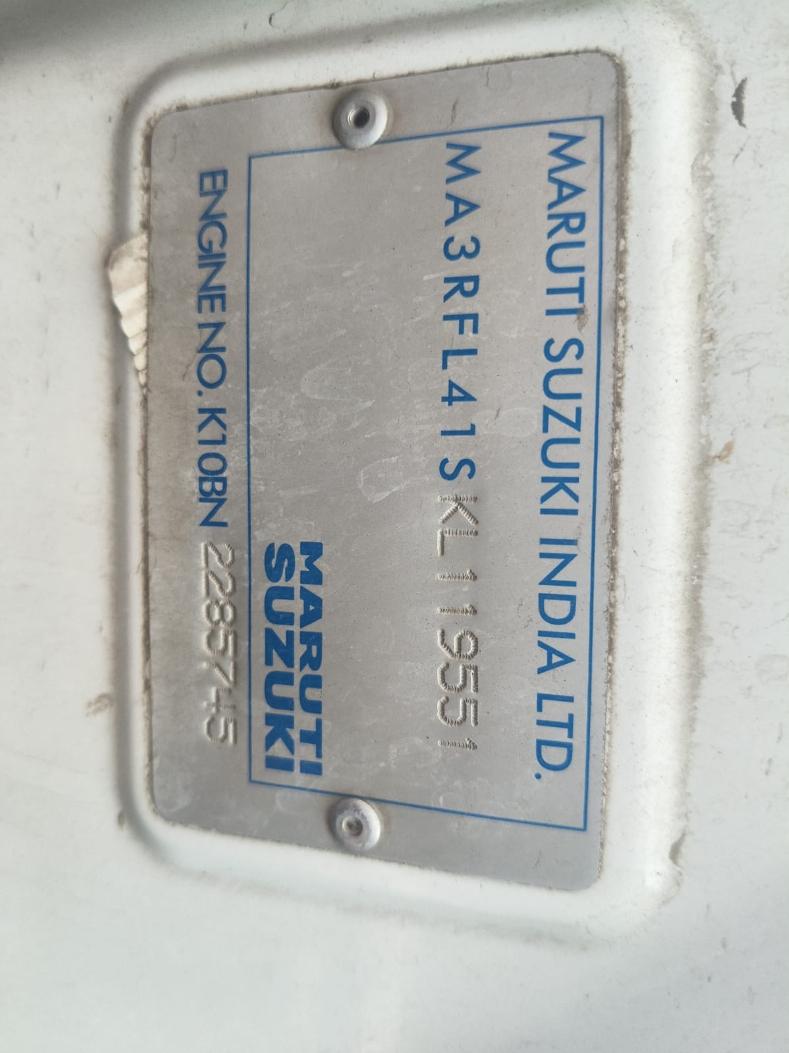 MARUTI SUZUKI INDIA LTD.
MA3RFL41SKL119551
MARUTI
SUZUKI
ENGINE NO. K10BN 2285745